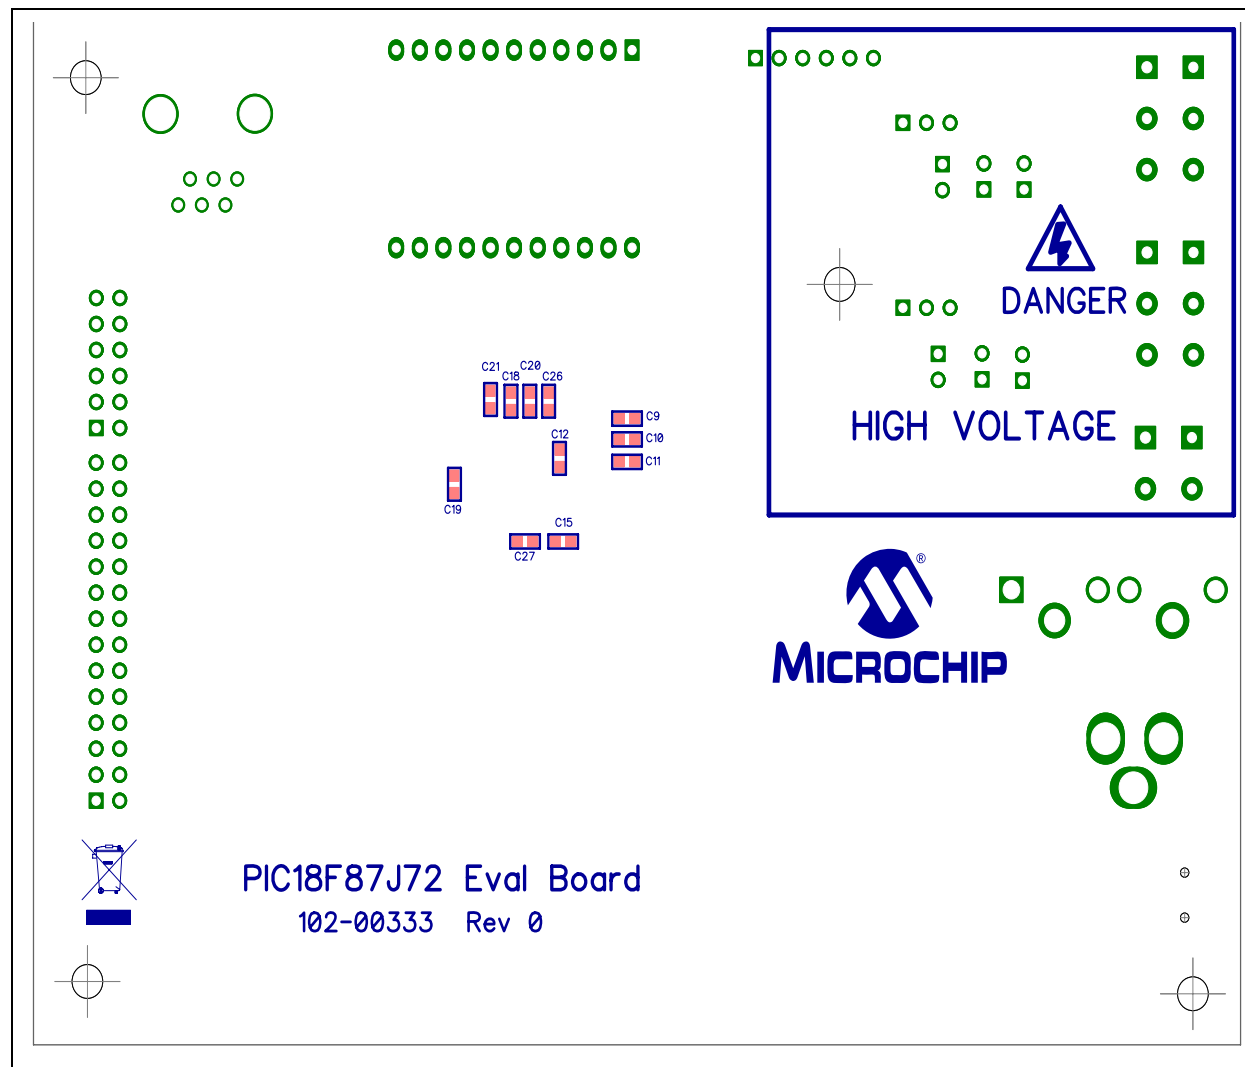 DANGER
HIGH VOLTAGE
C21
C18
C20
C26
C9
C10
C11
C12
C19
C15
C27
®
MICROCHIP
PIC18F87J72 Eval Board
102-00333 Rev 0